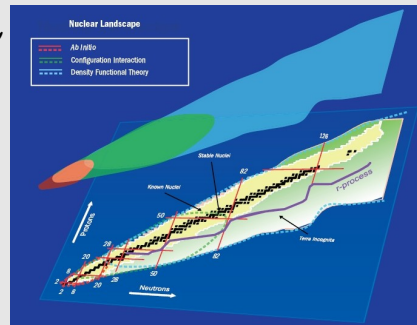 Nuclear Landscape
Ab Initio
Configuration Interaction
Density Functional Theory
126
Stable Nuclei
82
Known Nuclei
r-process
50
Protons
28
20
50
82
Terra Incognita
8
28
20
2
2 8
Neutrons